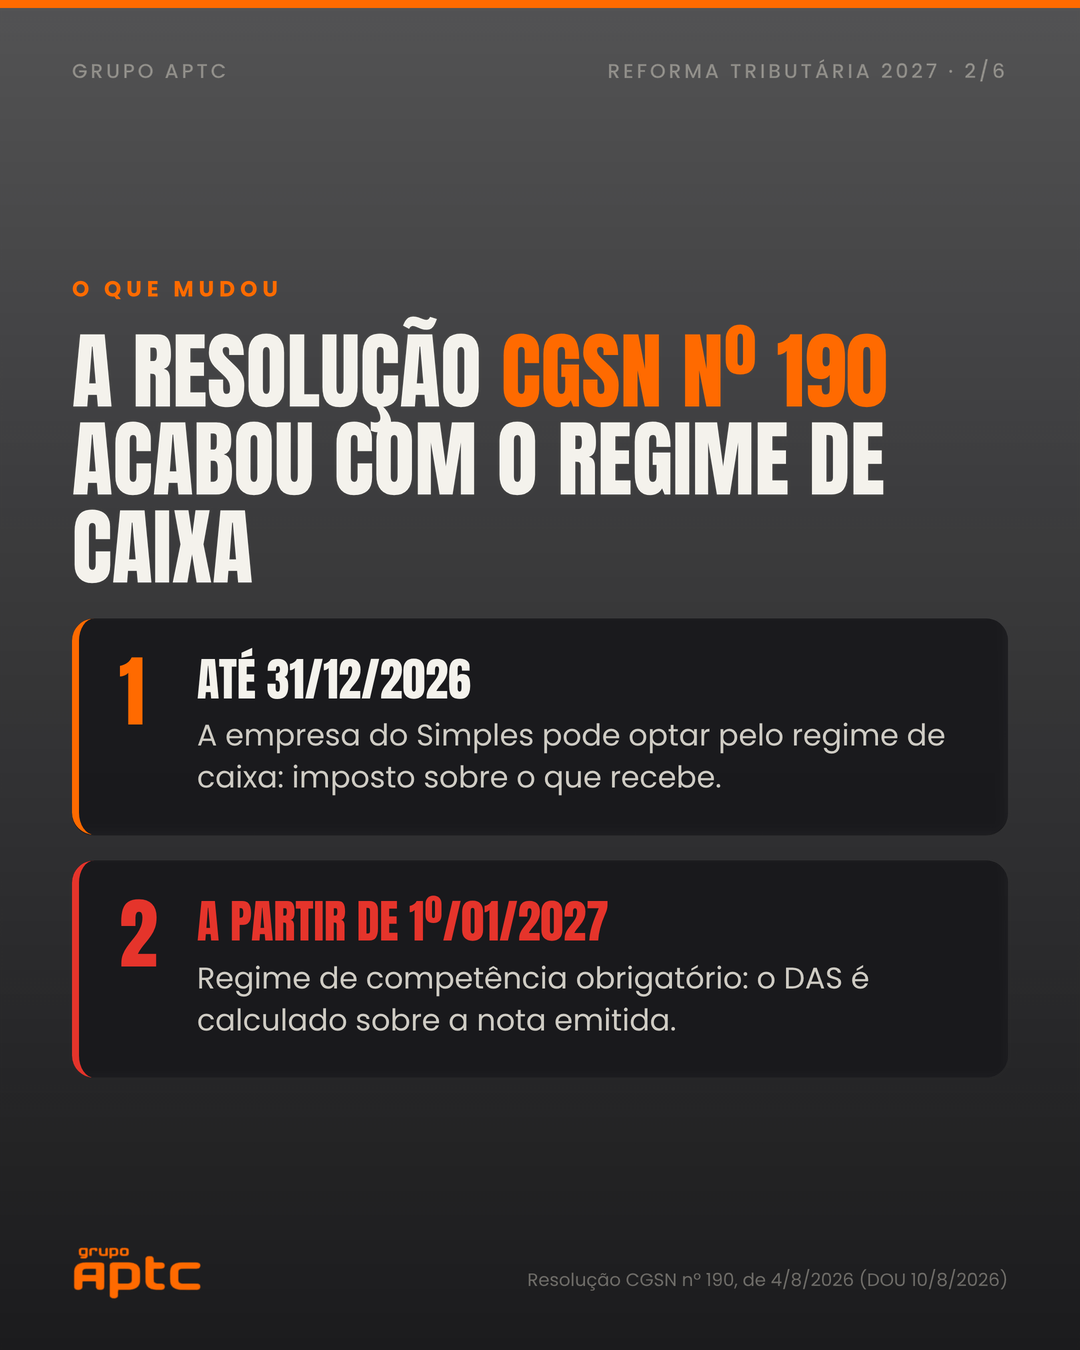 GRUPO APTC
REFORMA TRIBUTÁRIA 2027 · 2/6
O QUE MUDOU
A RESOLUÇÃO CGSN Nº 190
ACABOU COM O REGIME DE
CAIXA
1
ATÉ 31/12/2026
A empresa do Simples pode optar pelo regime de
caixa: imposto sobre o que recebe.
2
A PARTIR DE 1º/01/2027
Regime de competência obrigatório: o DAS é
calculado sobre a nota emitida.
grupo
Aptc
Resolução CGSN nº 190, de 4/8/2026 (DOU 10/8/2026)